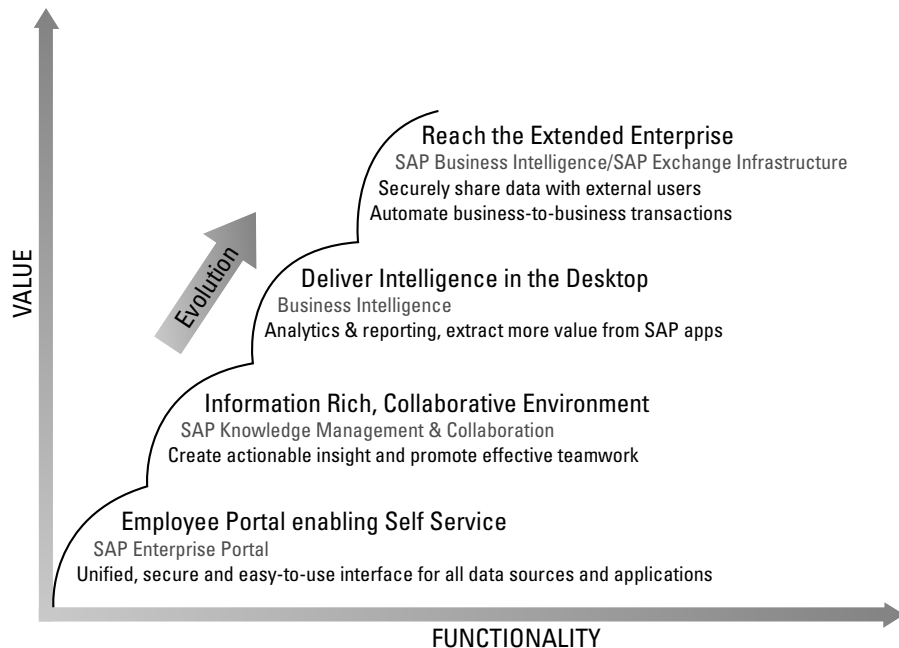 Reach the Extended Enterprise
SAP Business Intelligence/SAP Exchange Infrastructure
Securely share data with external users
Automate business-to-business transactions
Deliver Intelligence in the Desktop
Business Intelligence
Analytics & reporting, extract more value from SAP apps
Information Rich, Collaborative Environment
SAP Knowledge Management & Collaboration
Create actionable insight and promote effective teamwork
Employee Portal enabling Self Service
SAP Enterprise Portal
Unified, secure and easy-to-use interface for all data sources and applications
Evolution
VALUE
FUNCTIONALITY